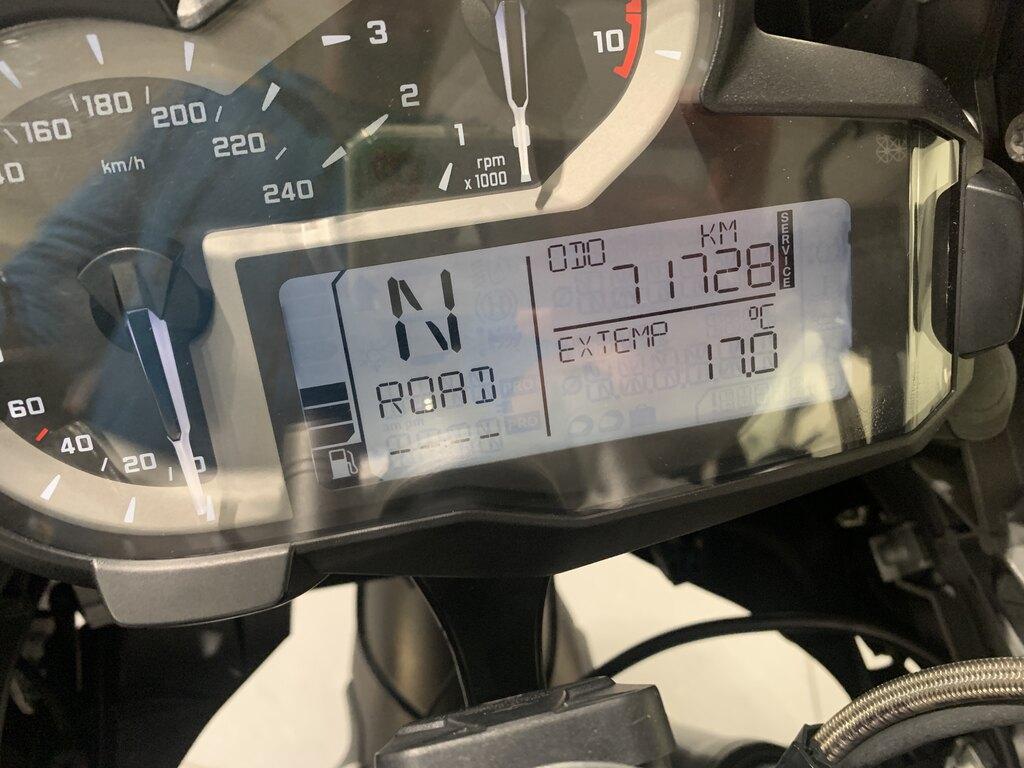 3
2
1
rpm
x 1000
10
160
180
200
220
240
km/h
60
40
20
0
N
ROAD
----
ODO KM
71728
SERVICE
EXTEMP °C
17.0